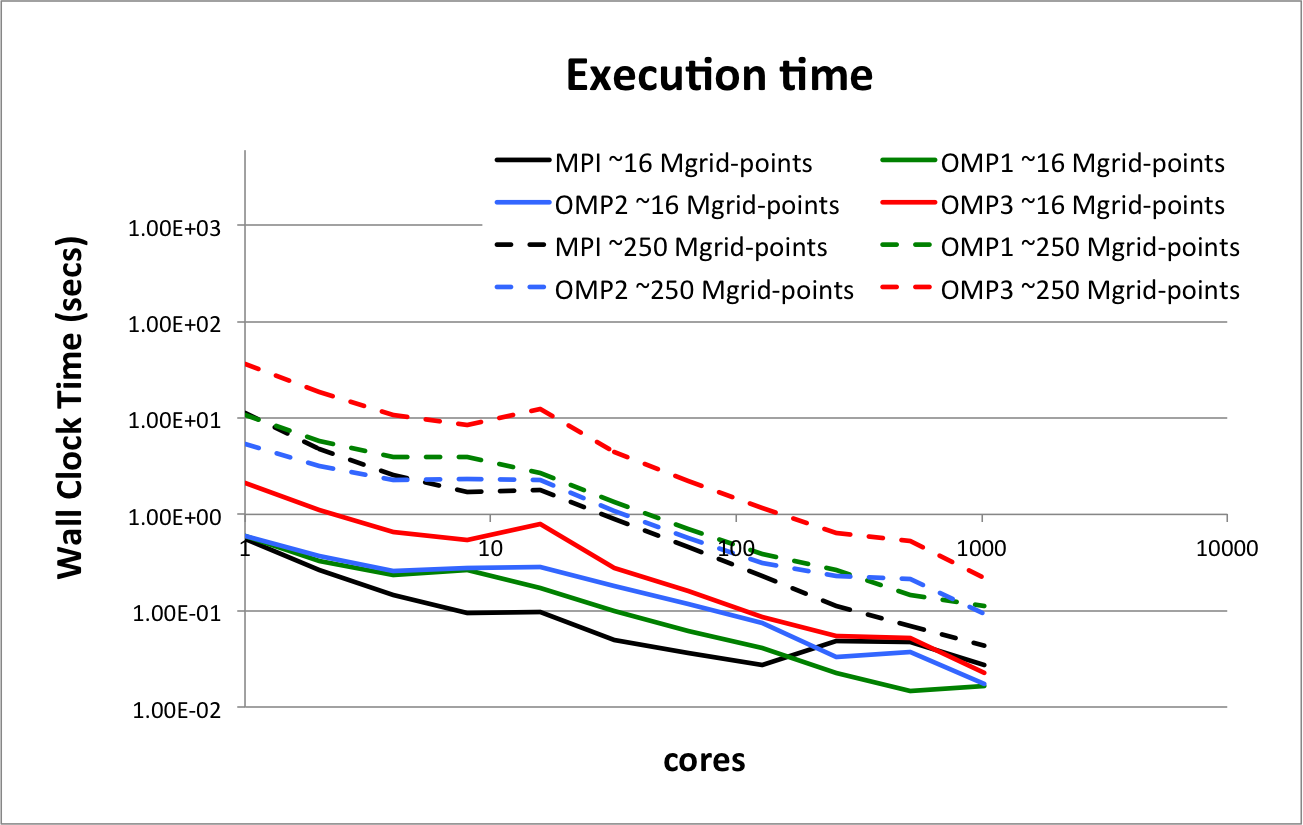 Execution time
MPI ~16 Mgrid-points
OMP1 ~16 Mgrid-points
OMP2 ~16 Mgrid-points
OMP3 ~16 Mgrid-points
MPI ~250 Mgrid-points
OMP1 ~250 Mgrid-points
OMP2 ~250 Mgrid-points
OMP3 ~250 Mgrid-points
Wall Clock Time (secs)
1.00E+03
1.00E+02
1.00E+01
1.00E+00
1.00E-01
1.00E-02
1 10 100 1000 10000
cores